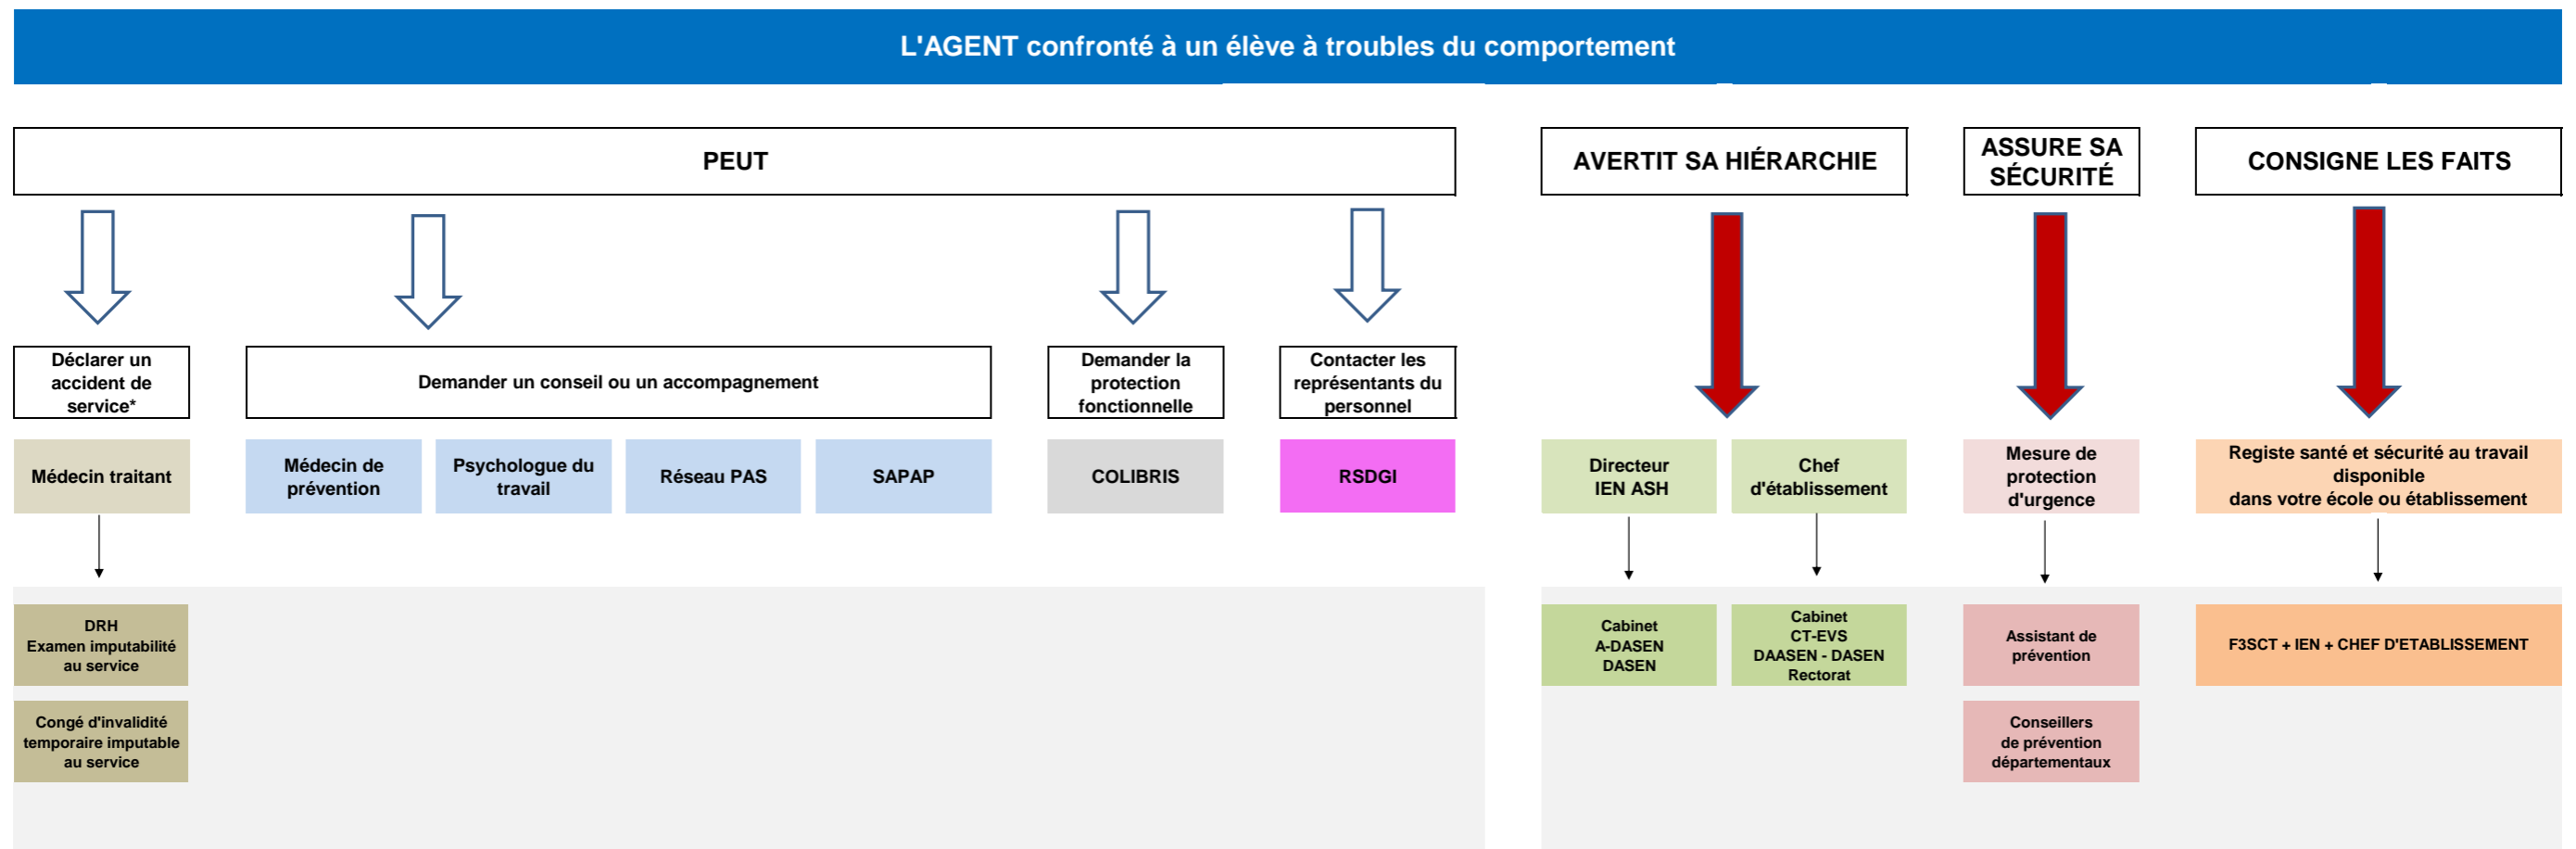 L'AGENT confronté à un élève à troubles du comportement
PEUT
AVERTIT SA HIÉRARCHIE
ASSURE SA
SÉCURITÉ
CONSIGNE LES FAITS
Déclarer un
accident de
service*
Demander un conseil ou un accompagnement
Demander la
protection
fonctionnelle
Contacter les
représentants du
personnel
Médecin traitant
Médecin de
prévention
Psychologue du
travail
Réseau PAS
SAPAP
COLIBRIS
RSDGI
Directeur
IEN ASH
Chef
d'établissement
Mesure de
protection
d'urgence
Registe santé et sécurité au travail
disponible
dans votre école ou établissement
DRH
Examen imputabilité
au service
Cabinet
A-DASEN
DASEN
Cabinet
CT-EVS
DAASEN - DASEN
Rectorat
Assistant de
prévention
F3SCT + IEN + CHEF D'ETABLISSEMENT
Congé d'invalidité
temporaire imputable
au service
Conseillers
de prévention
départementaux